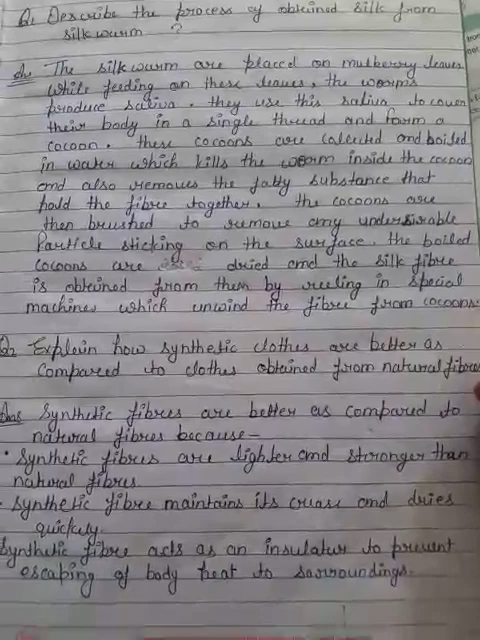 Q1 Describe the process of obtained silk from
silkworm ?
Ans The silkworm are placed on mulberry leaves
while feeding on these leaves, the worms
produce saliva. they use this saliva to cover
their body in a single thread and form a
cocoon. these cocoons are collected and boiled
in water which kills the worm inside the cocoon
and also removes the fatty substance that
hold the fibre together. the cocoons are
then brushed to remove any undersirable
Particle sticking on the surface. the boiled
cocoons are dried and the silk fibre
is obtained from them by reeling in special
machines which unwind the fibre from cocoons.
Q2 Explain how synthetic clothes are better as
compared to clothes obtained from natural fibres
Ans Synthetic fibres are better as compared to
natural fibres because-
• Synthetic fibres are lighter and stronger than
natural fibres.
• synthetic fibre maintains its crease and dries
quickly.
Synthetic fibre acts as an insulator to prevent
escaping of body heat to sorroundings.